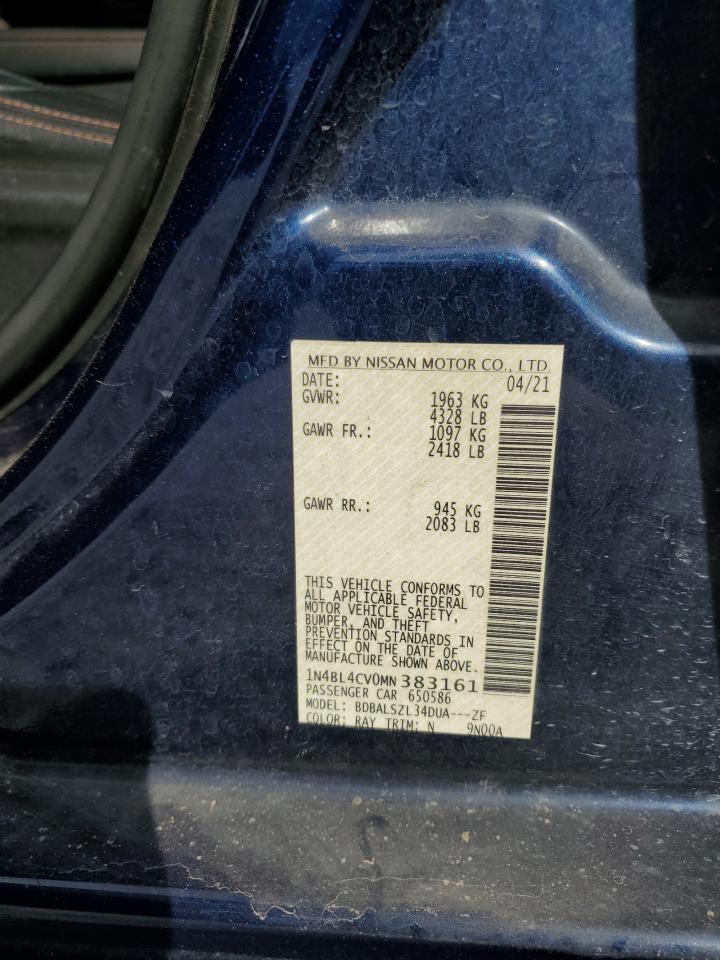 MFD BY NISSAN MOTOR CO., LTD.
DATE: 04/21
GVWR: 1963 KG
4328 LB
GAWR FR.: 1097 KG
2418 LB
GAWR RR.: 945 KG
2083 LB
THIS VEHICLE CONFORMS TO
ALL APPLICABLE FEDERAL
MOTOR VEHICLE SAFETY,
BUMPER, AND THEFT
PREVENTION STANDARDS IN
EFFECT ON THE DATE OF
MANUFACTURE SHOWN ABOVE.
1N4BL4CV0MN 383161
PASSENGER CAR 650586
MODEL: BDBALSZL34DUA---ZF
COLOR: RAY TRIM: N 9N00A